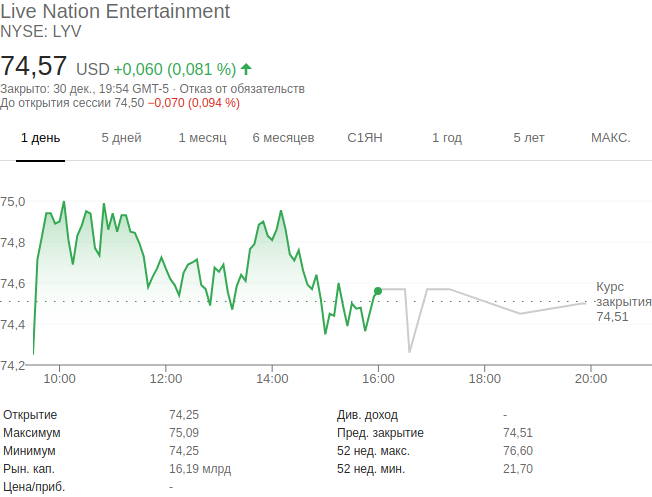 Live Nation Entertainment
NYSE: LYV
74,57 USD +0,060 (0,081 %)
Закрыто: 30 дек., 19:54 GMT-5 · Отказ от обязательств
До открытия сессии 74,50 −0,070 (0,094 %)
1 день 5 дней 1 месяц 6 месяцев С1ЯН 1 год 5 лет МАКС.
75,0
74,8
74,6
74,4
74,2
Курс
закрытия
74,51
10:00 12:00 14:00 16:00 18:00 20:00
Открытие 74,25 Див. доход -
Максимум 75,09 Пред. закрытие 74,51
Минимум 74,25 52 нед. макс. 76,60
Рын. кап. 16,19 млрд 52 нед. мин. 21,70
Цена/приб. -